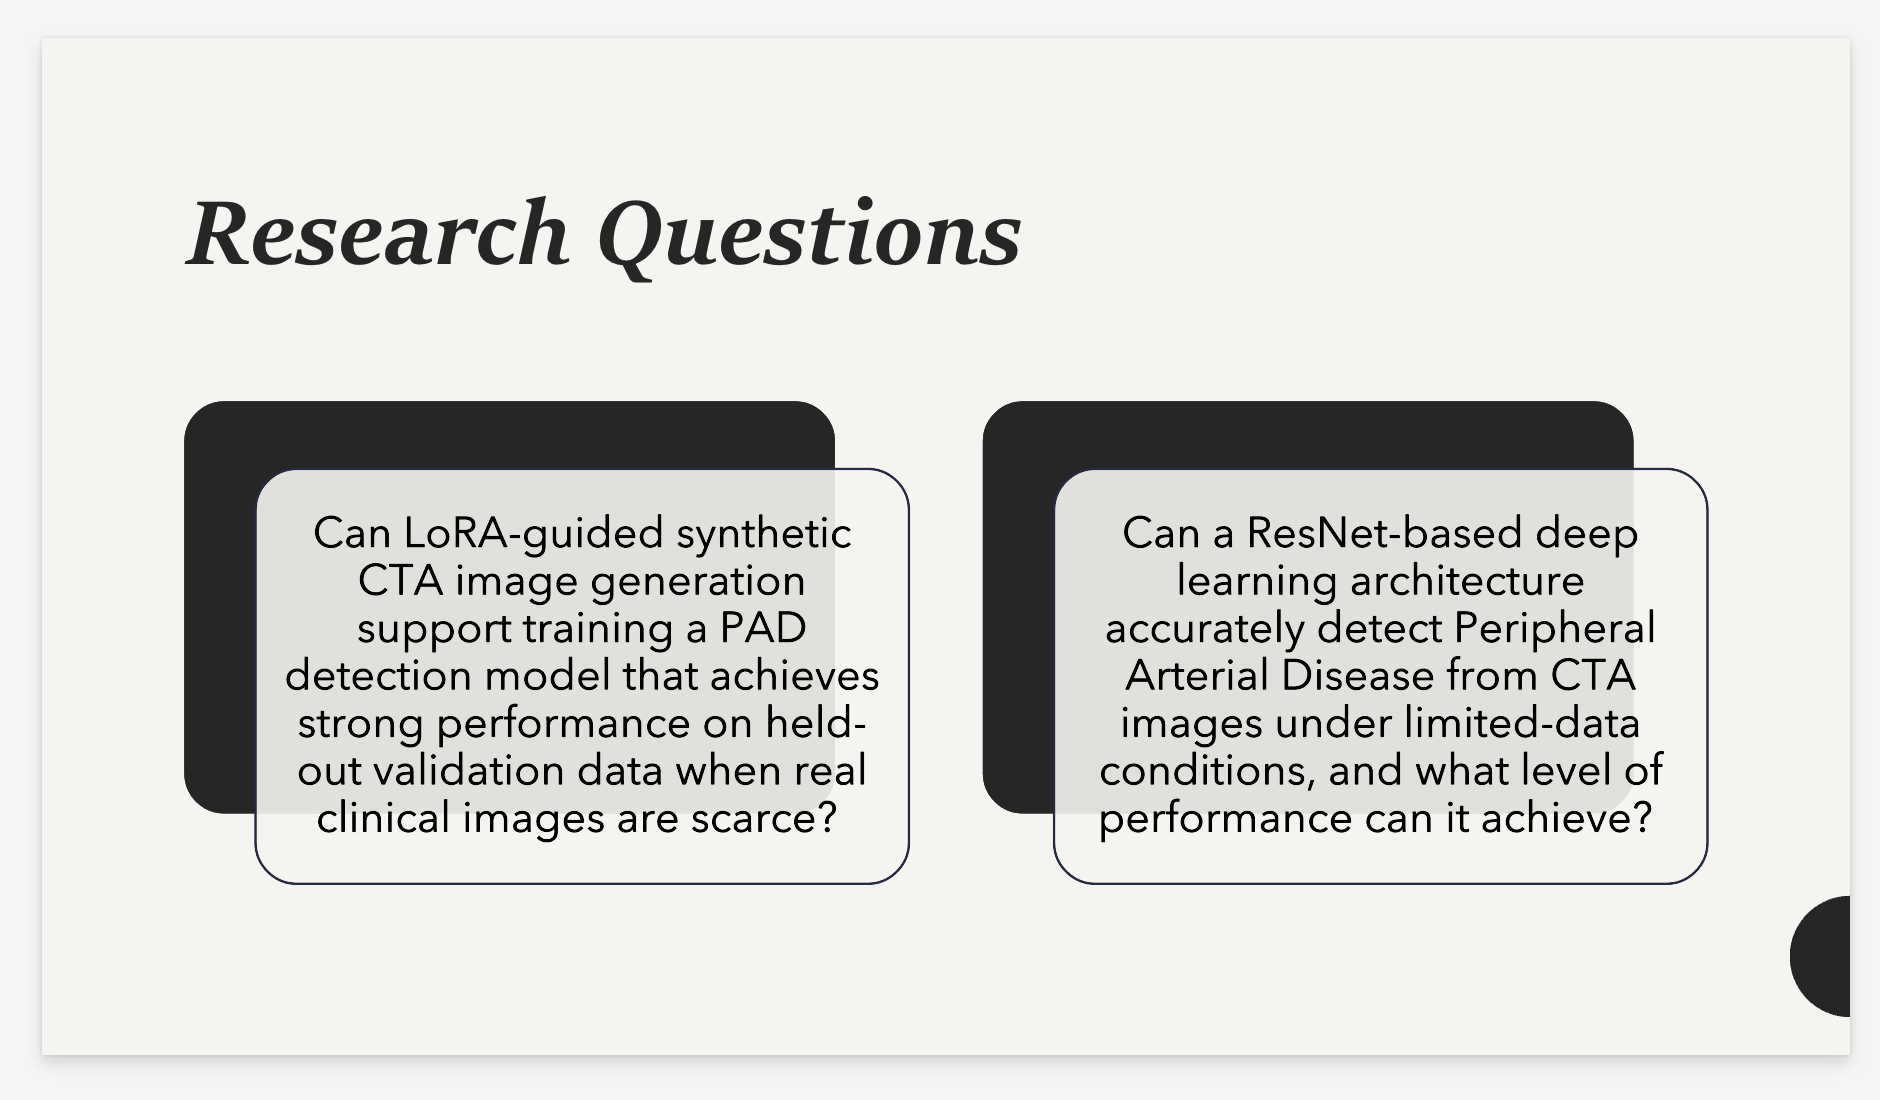 Research Questions
Can LoRA-guided synthetic
CTA image generation
support training a PAD
detection model that achieves
strong performance on held-
out validation data when real
clinical images are scarce?
Can a ResNet-based deep
learning architecture
accurately detect Peripheral
Arterial Disease from CTA
images under limited-data
conditions, and what level of
performance can it achieve?